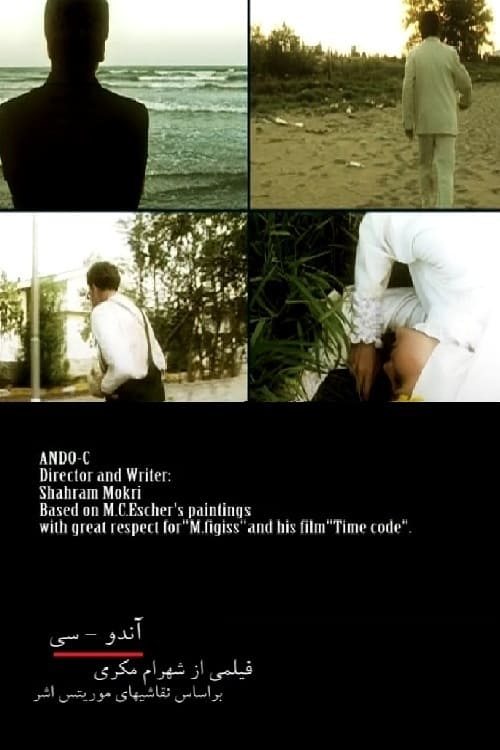 ANDO-C
Director and Writer:
Shahram Mokri
Based on M.C.Escher's paintings
with great respect for"M.figiss"and his film"Time code".
آندو - سی
فیلمی از شهرام مکری
براساس نقاشیهای موریتس اشر